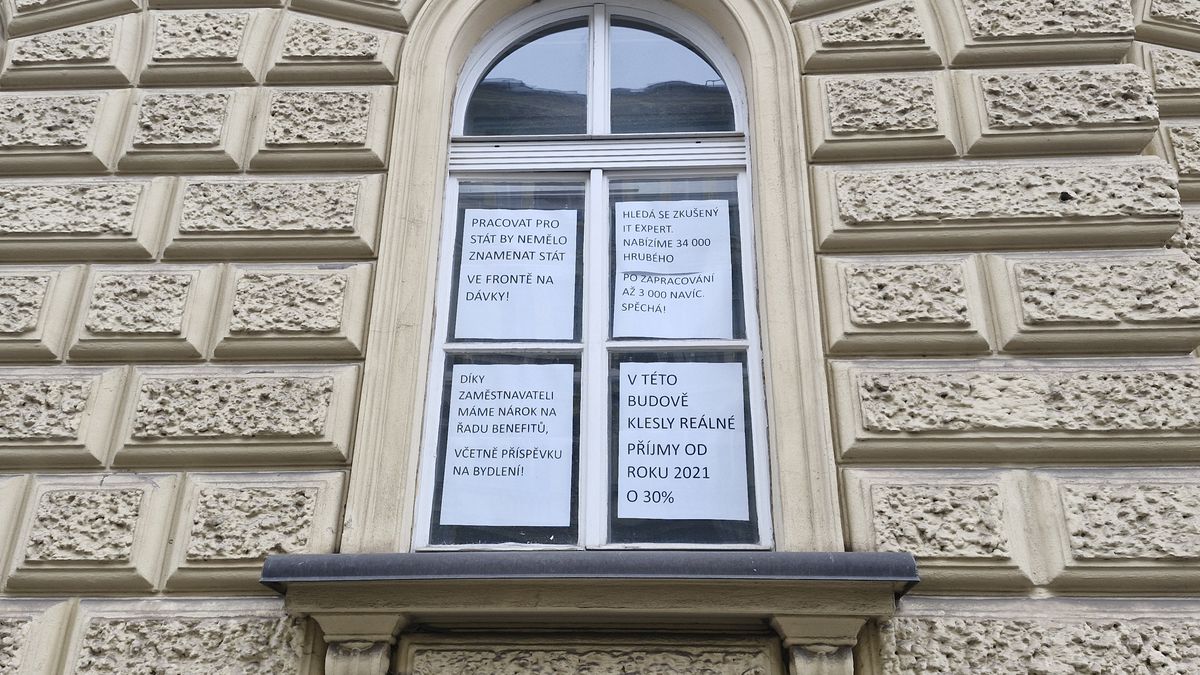 PRACOVAT PRO
STÁT BY NEMĚLO
ZNAMENAT STÁT
VE FRONTĚ NA
DÁVKY!
HLEDÁ SE ZKUŠENÝ
IT EXPERT.
NABÍZÍME 34 000
HRUBÉHO
PO ZAPRACOVÁNÍ
AŽ 3 000 NAVÍC.
SPĚCHÁ!
DÍKY
ZAMĚSTNAVATELI
MÁME NÁROK NA
ŘADU BENEFITŮ,
VČETNĚ PŘÍSPĚVKU
NA BYDLENÍ!
V TÉTO
BUDOVĚ
KLESLY REÁLNÉ
PŘÍJMY OD
ROKU 2021
O 30%